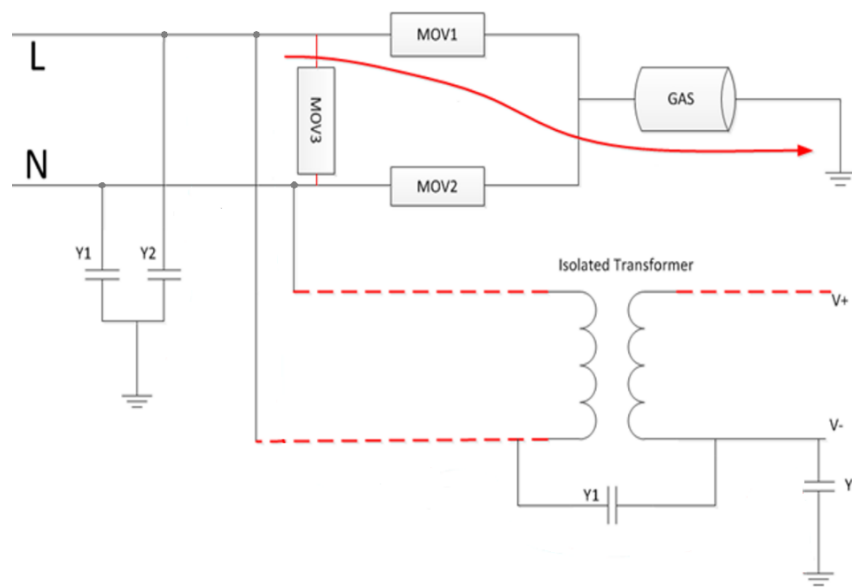 L
MOV1
MOV3
GAS
N
MOV2
Y1
Y2
Isolated Transformer
V+
V-
Y1
Y